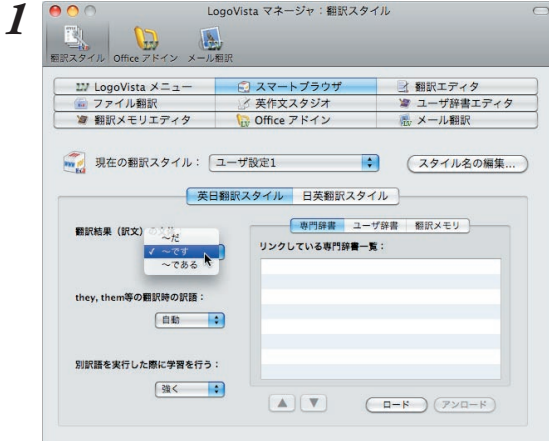 1
LogoVista マネージャ：翻訳スタイル
翻訳スタイル Office アドイン メール翻訳
LogoVista メニュー スマートブラウザ 翻訳エディタ
ファイル翻訳 英作文スタジオ ユーザ辞書エディタ
翻訳メモリエディタ Office アドイン メール翻訳
現在の翻訳スタイル： ユーザ設定1 スタイル名の編集...
英日翻訳スタイル 日英翻訳スタイル
専門辞書 ユーザ辞書 翻訳メモリ
翻訳結果（訳文）
〜だ
✓ 〜です
〜である
リンクしている専門辞書一覧：
they, them等の翻訳時の訳語：
自動
別訳語を実行した際に学習を行う：
強く
ロード アンロード